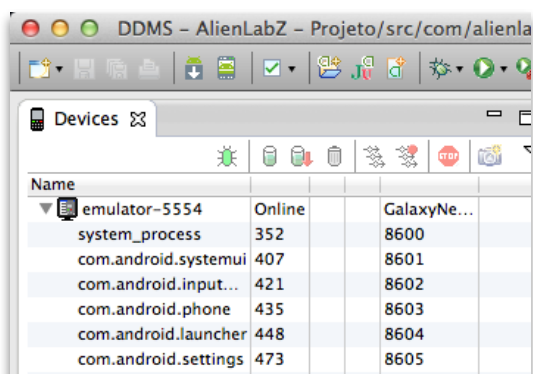 DDMS – AlienLabZ – Projeto/src/com/alienla
Devices
STOP
Name
emulator-5554 Online GalaxyNe...
system_process 352 8600
com.android.systemui 407 8601
com.android.input... 421 8602
com.android.phone 435 8603
com.android.launcher 448 8604
com.android.settings 473 8605